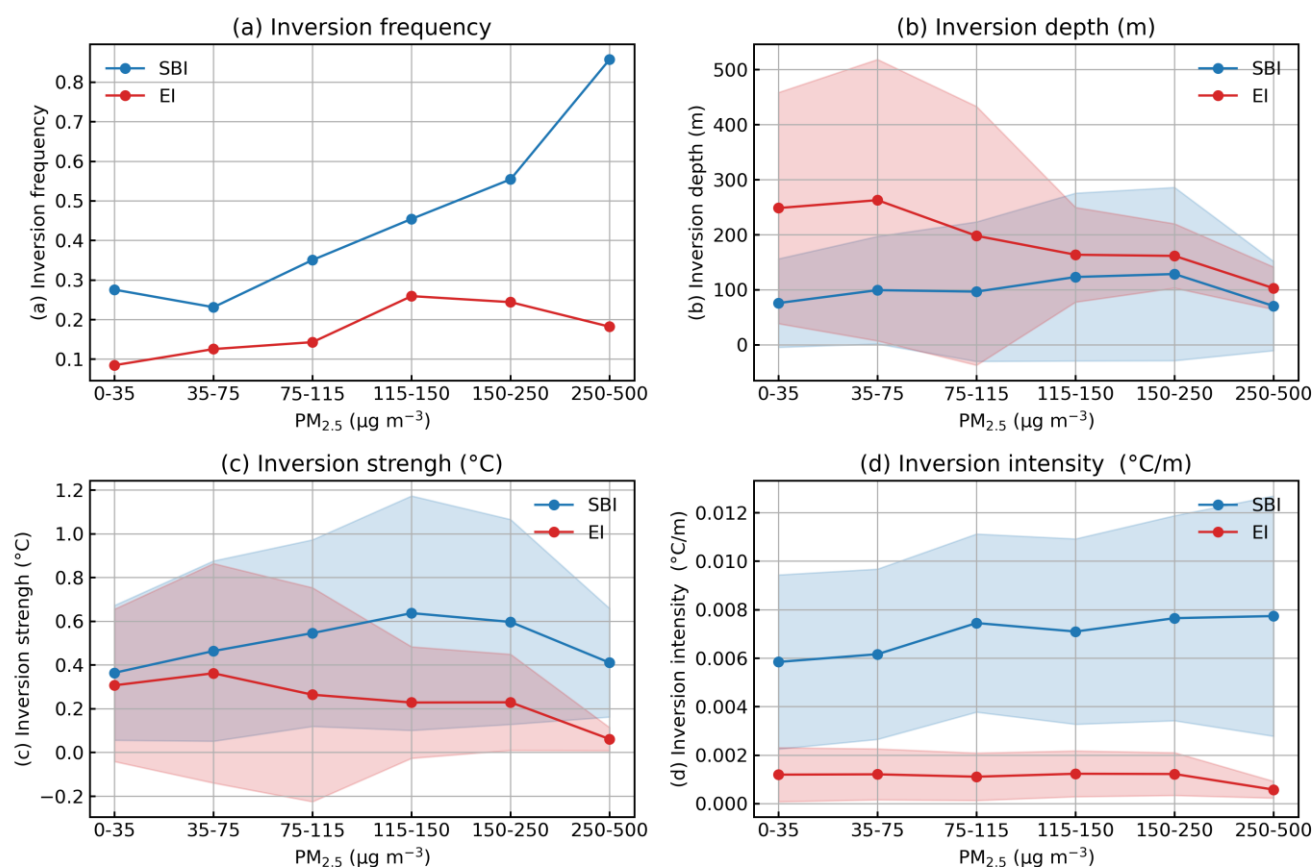 (a) Inversion frequency
(a) Inversion frequency
0.8
0.7
0.6
0.5
0.4
0.3
0.2
0.1
SBI
EI
0-35 35-75 75-115 115-150 150-250 250-500
PM2.5 (µg m−3)
(b) Inversion depth (m)
(b) Inversion depth (m)
500
400
300
200
100
0
SBI
EI
0-35 35-75 75-115 115-150 150-250 250-500
PM2.5 (µg m−3)
(c) Inversion strengh (°C)
(c) Inversion strengh (°C)
1.2
1.0
0.8
0.6
0.4
0.2
0.0
−0.2
SBI
EI
0-35 35-75 75-115 115-150 150-250 250-500
PM2.5 (µg m−3)
(d) Inversion intensity (°C/m)
(d) Inversion intensity (°C/m)
0.012
0.010
0.008
0.006
0.004
0.002
0.000
SBI
EI
0-35 35-75 75-115 115-150 150-250 250-500
PM2.5 (µg m−3)